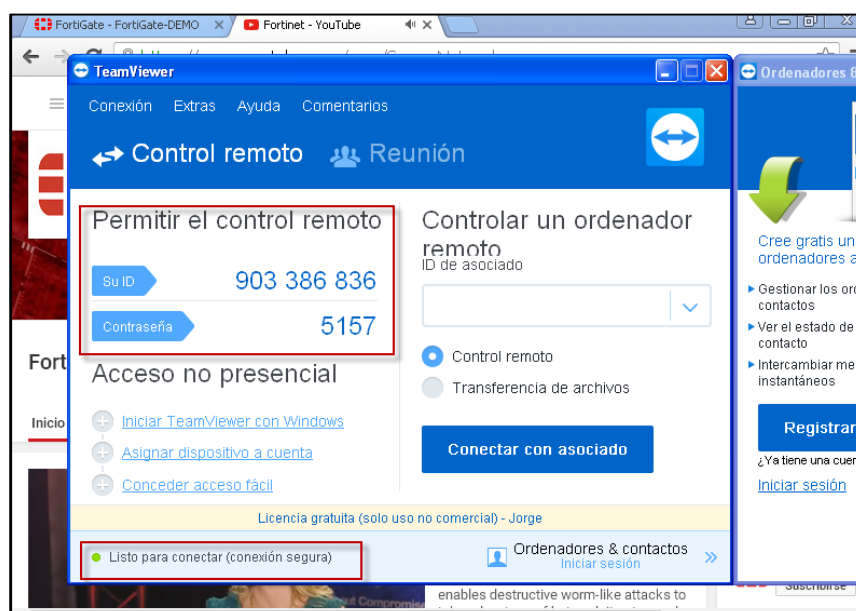 FortiGate - FortiGate-DEMO
Fortinet - YouTube
TeamViewer
Conexión Extras Ayuda Comentarios
Control remoto Reunión
Permitir el control remoto
Su ID 903 386 836
Contraseña 5157
Acceso no presencial
Iniciar TeamViewer con Windows
Asignar dispositivo a cuenta
Conceder acceso fácil
Controlar un ordenador
remoto
ID de asociado
Control remoto
Transferencia de archivos
Conectar con asociado
Licencia gratuita (solo uso no comercial) - Jorge
Listo para conectar (conexión segura)
Ordenadores & contactos
Iniciar sesión
Ordenadores &
Cree gratis un
ordenadores a
Gestionar los ord
contactos
Ver el estado de
contacto
Intercambiar me
instantáneos
Registrar
¿Ya tiene una cuen
Iniciar sesión
Fort
Inicio
enables destructive worm-like attacks to
Suscribirse